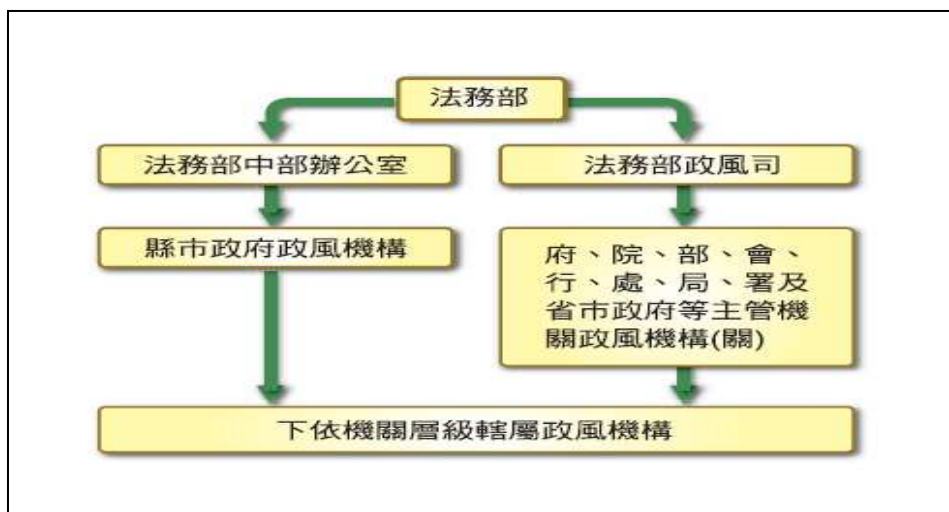 法務部
法務部中部辦公室
法務部政風司
縣市政府政風機構
府、院、部、會、
行、處、局、署及
省市政府等主管機
關政風機構(關)
下依機關層級轄屬政風機構